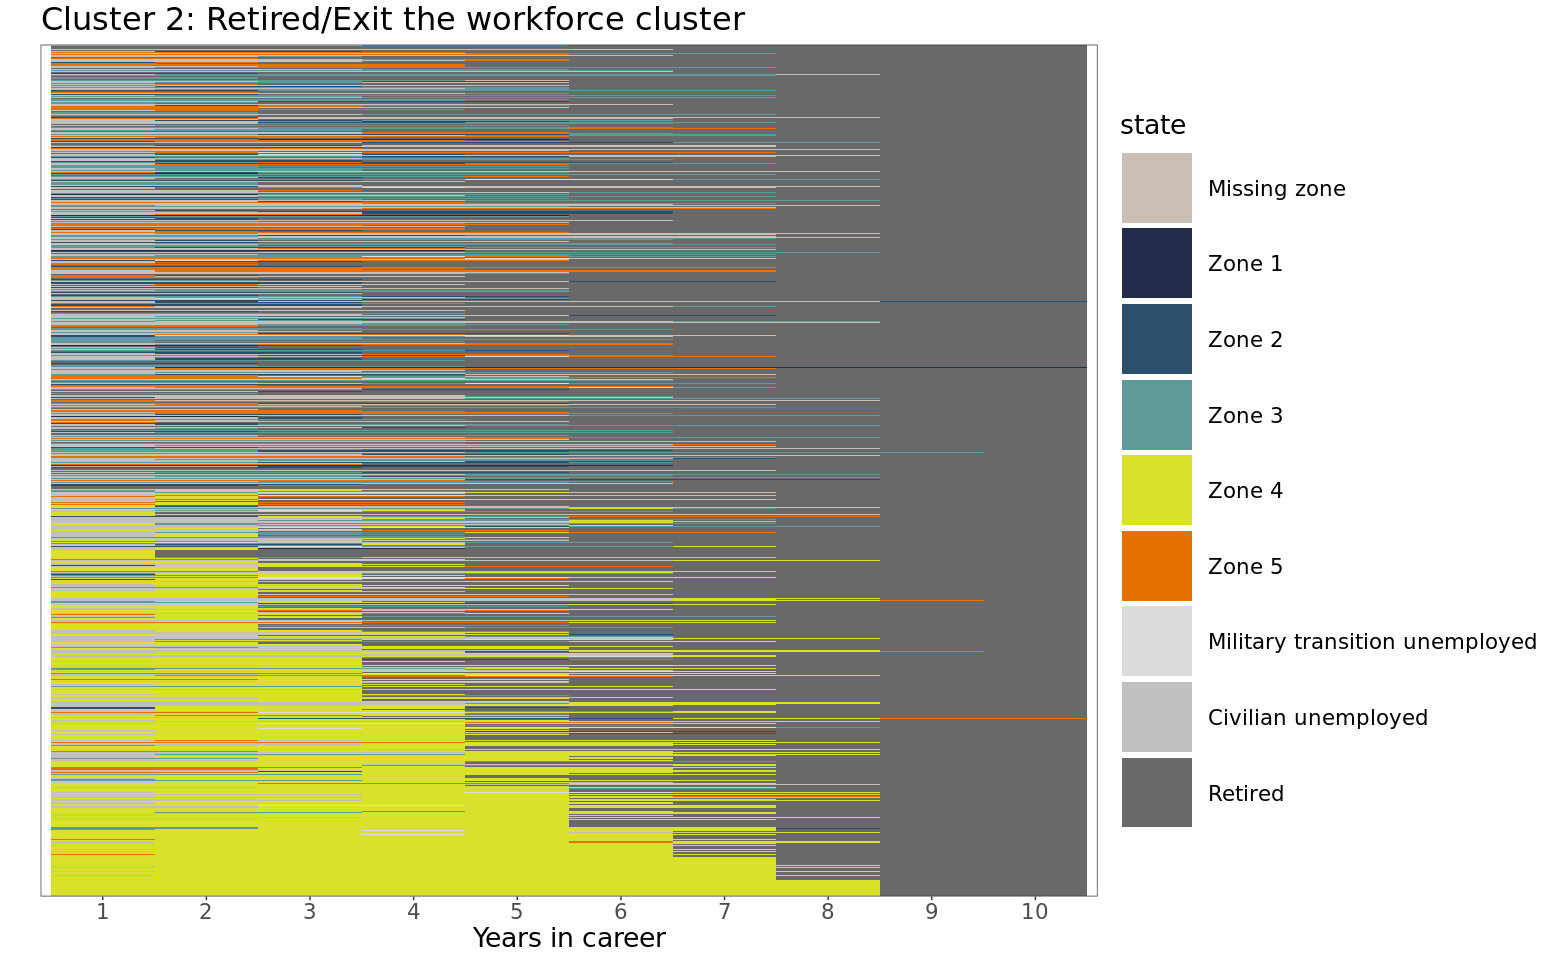 Cluster 2: Retired/Exit the workforce cluster
state
Missing zone
Zone 1
Zone 2
Zone 3
Zone 4
Zone 5
Military transition unemployed
Civilian unemployed
Retired
1 2 3 4 5 6 7 8 9 10
Years in career